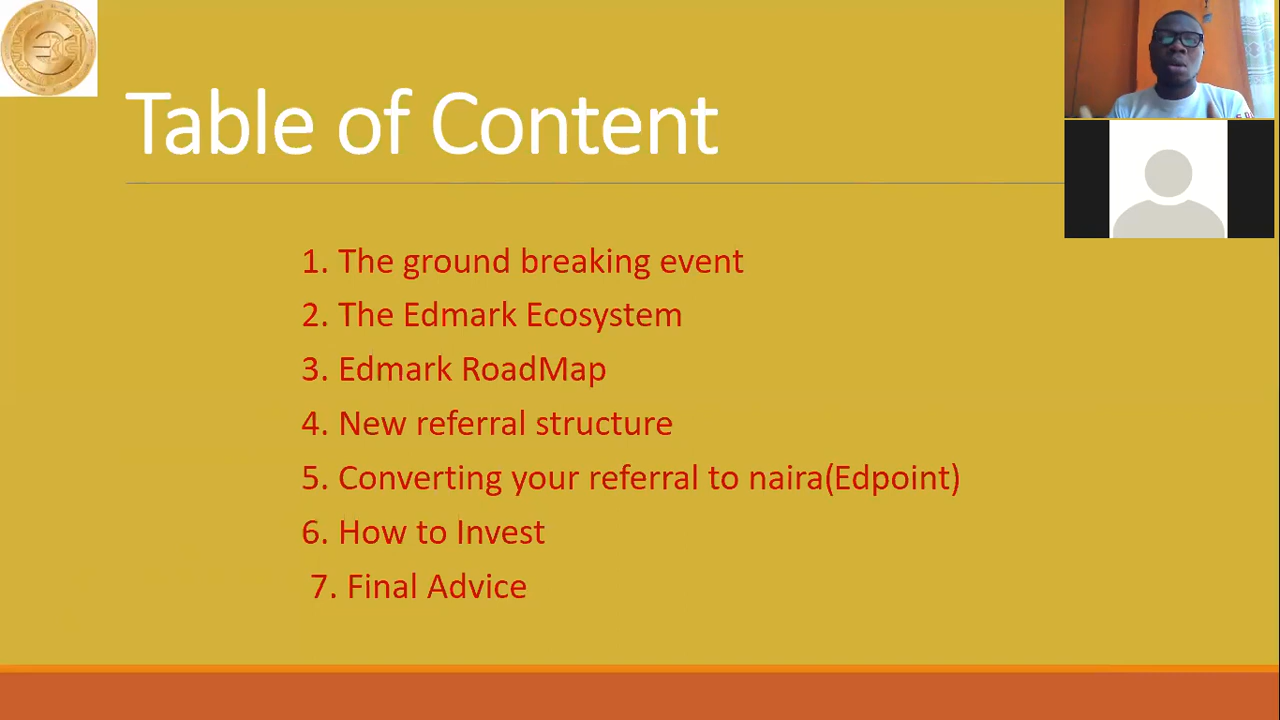 Table of Content
1. The ground breaking event
2. The Edmark Ecosystem
3. Edmark RoadMap
4. New referral structure
5. Converting your referral to naira(Edpoint)
6. How to Invest
7. Final Advice